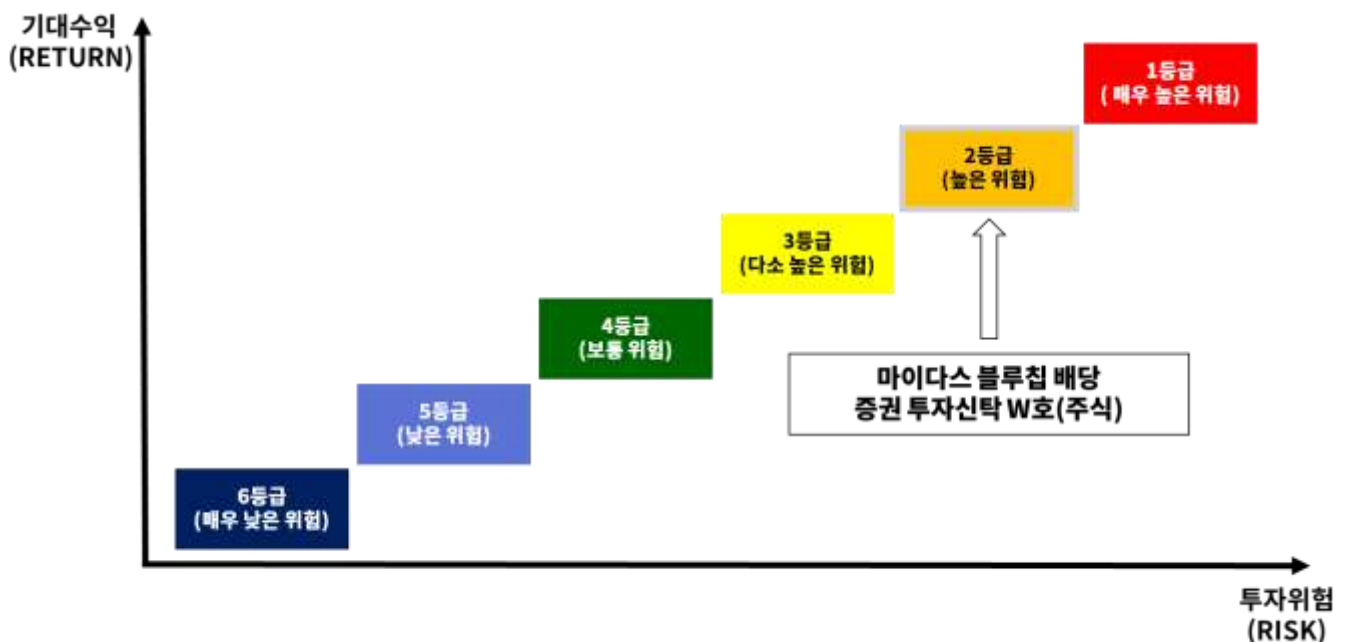 기대수익
(RETURN)
1등급
( 매우 높은 위험)
2등급
(높은 위험)
3등급
(다소 높은 위험)
4등급
(보통 위험)
마이다스 블루칩 배당
증권 투자신탁 W호(주식)
5등급
(낮은 위험)
6등급
(매우 낮은 위험)
투자위험
(RISK)